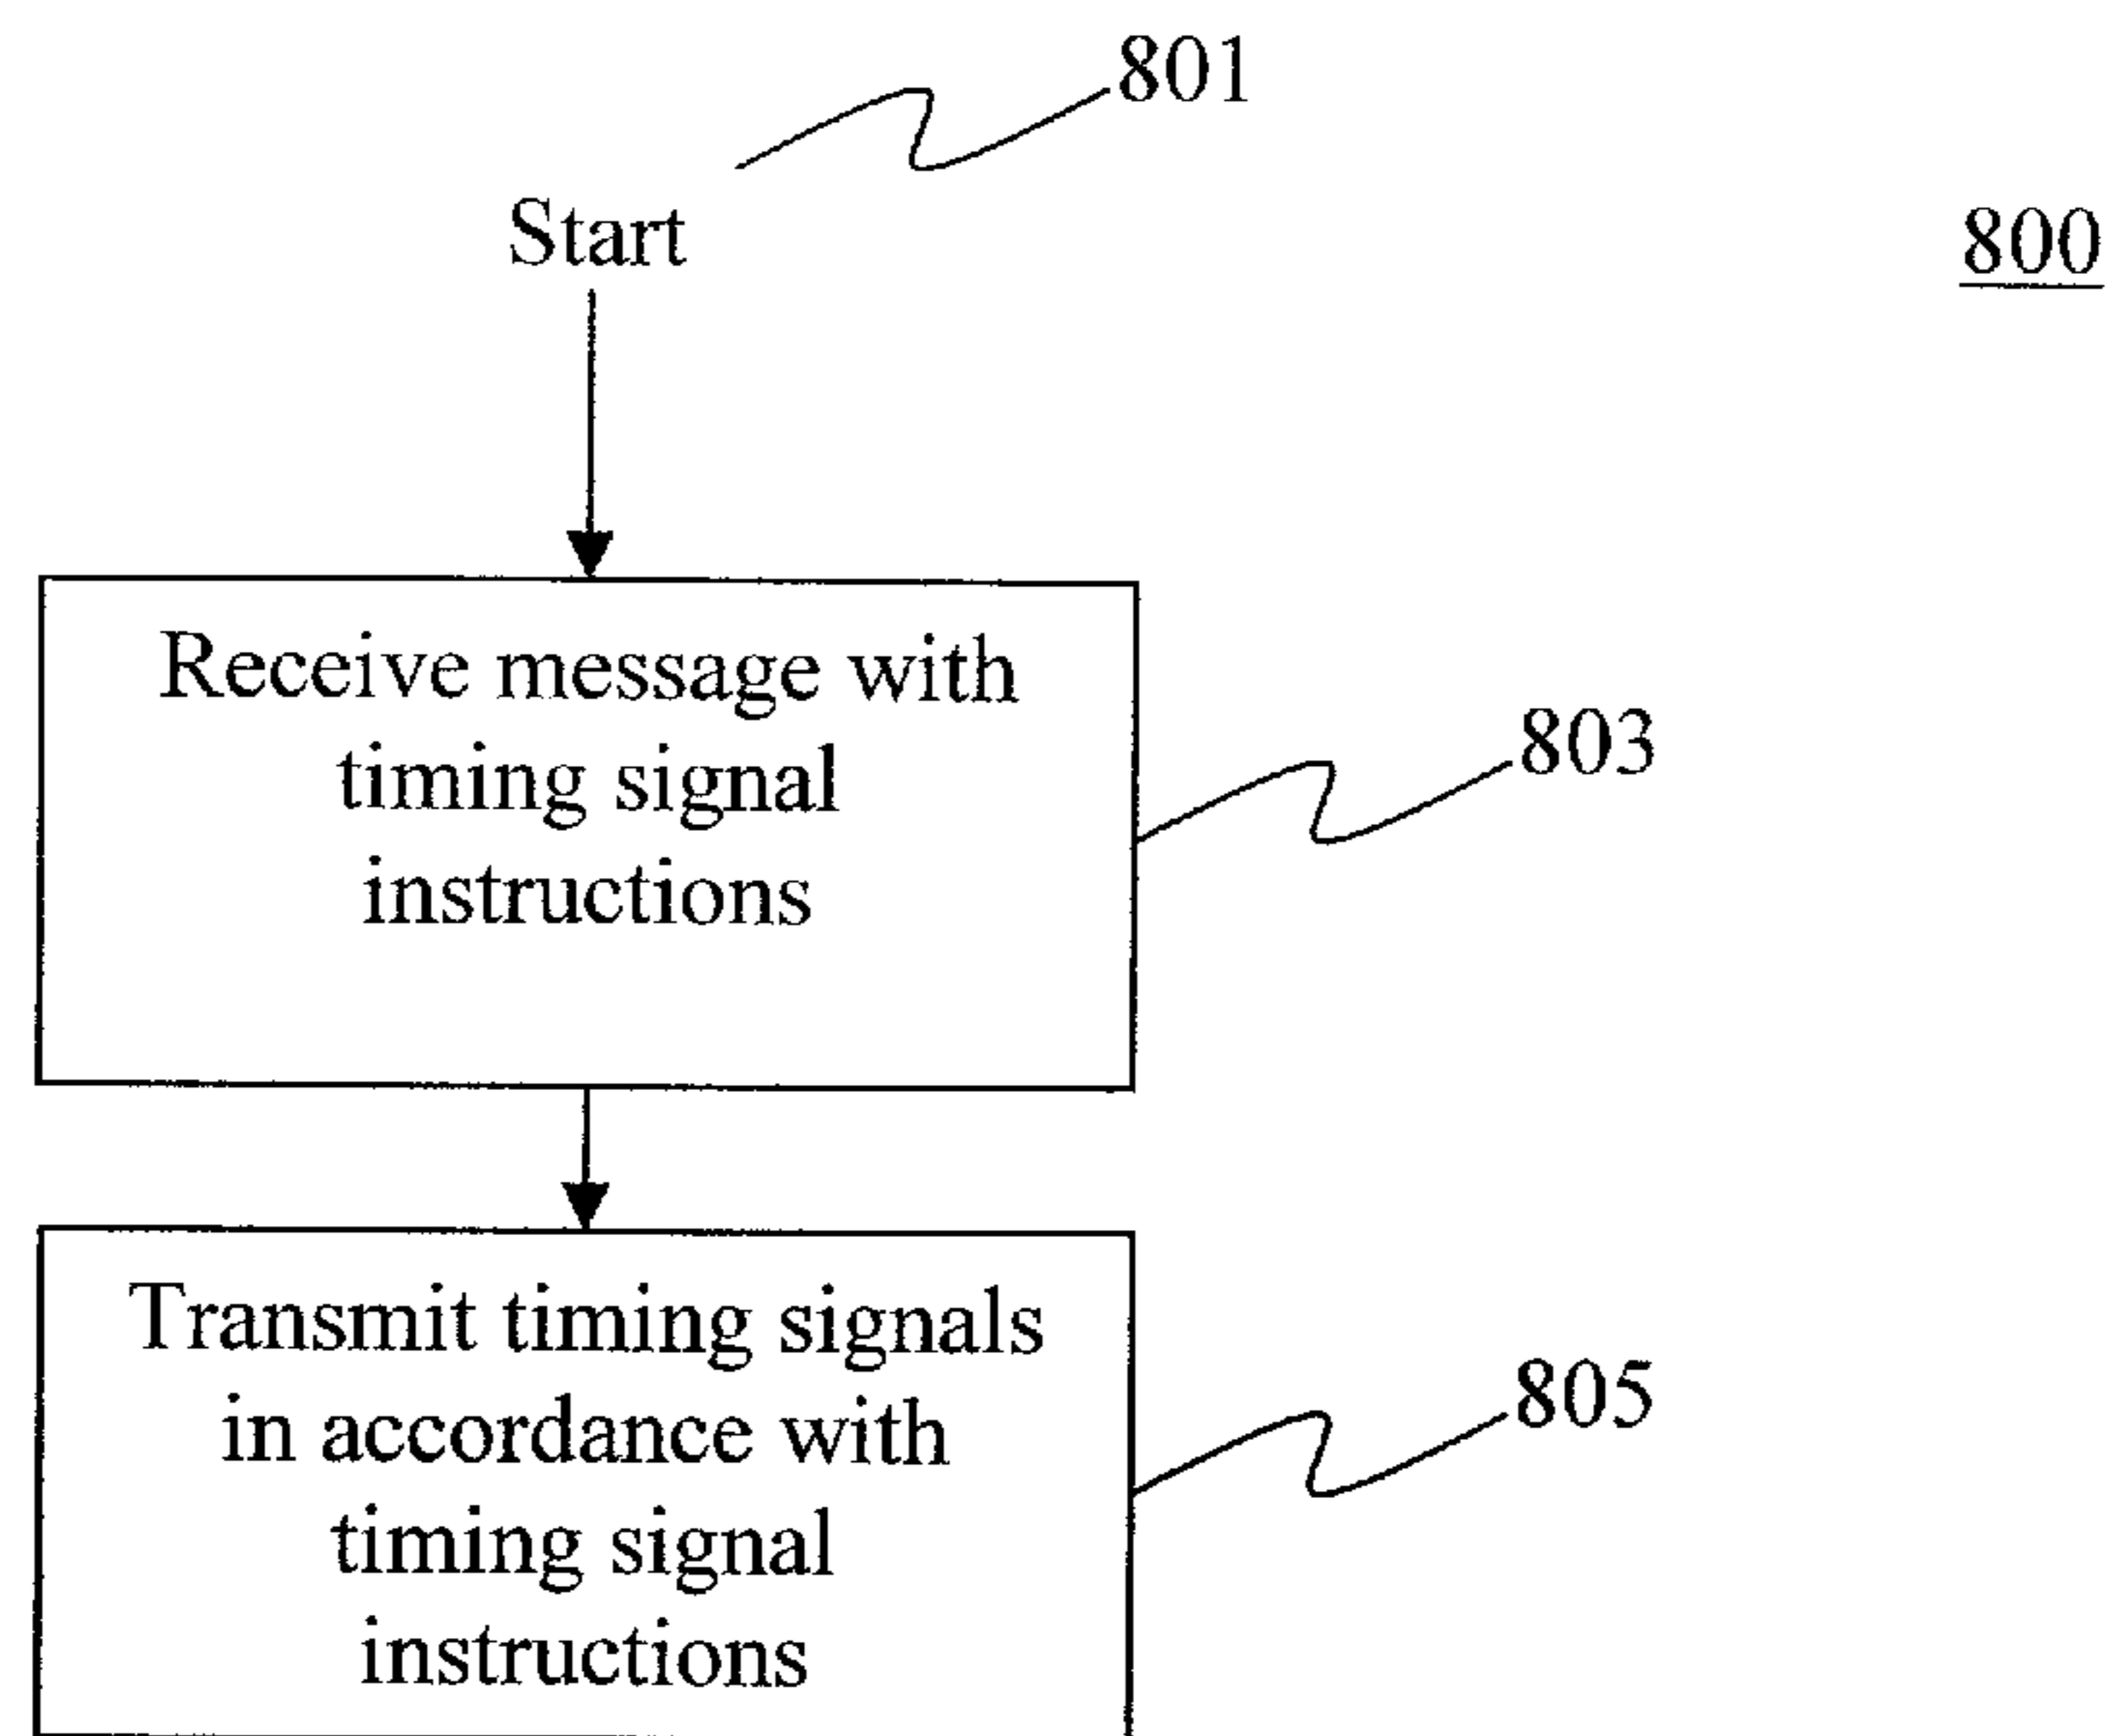 801
Start
800
Receive message with
timing signal
instructions
803
Transmit timing signals
in accordance with
timing signal
instructions
805